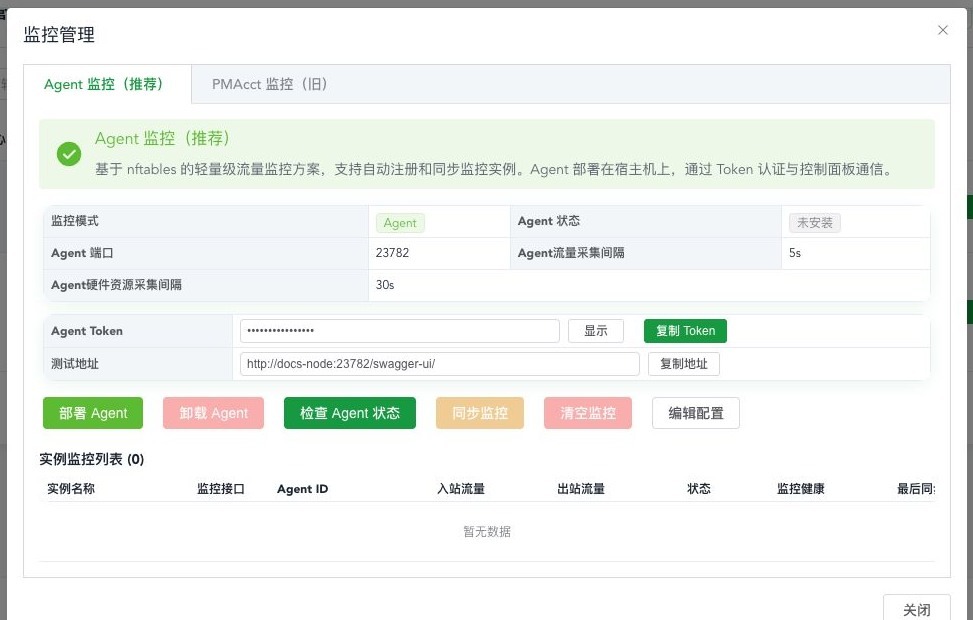 监控管理
Agent 监控（推荐）
PMAcct 监控（旧）
Agent 监控（推荐）
基于 nftables 的轻量级流量监控方案，支持自动注册和同步监控实例。Agent 部署在宿主机上，通过 Token 认证与控制面板通信。
监控模式 Agent Agent 状态 未安装
Agent 端口 23782 Agent流量采集间隔 5s
Agent硬件资源采集间隔 30s
Agent Token •••••••••••••••• 显示 复制 Token
测试地址 http://docs-node:23782/swagger-ui/ 复制地址
部署 Agent 卸载 Agent 检查 Agent 状态 同步监控 清空监控 编辑配置
实例监控列表 (0)
实例名称 监控接口 Agent ID 入站流量 出站流量 状态 监控健康 最后同
暂无数据
关闭